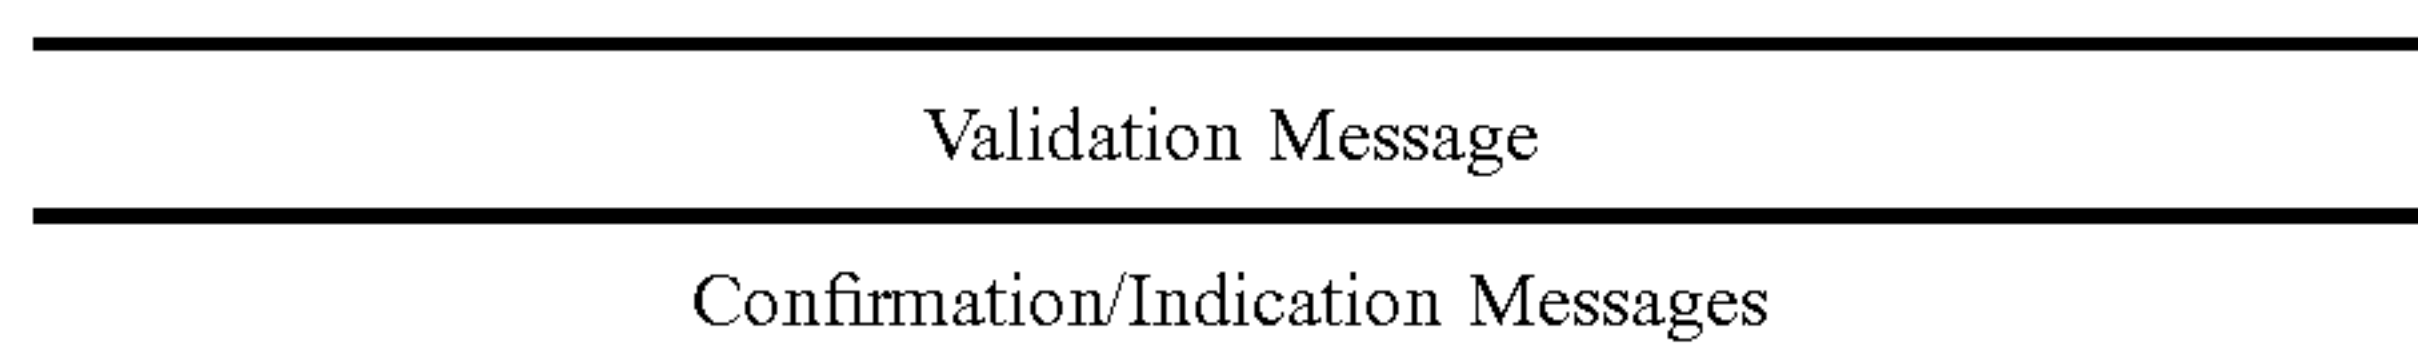 Validation Message
Confirmation/Indication Messages